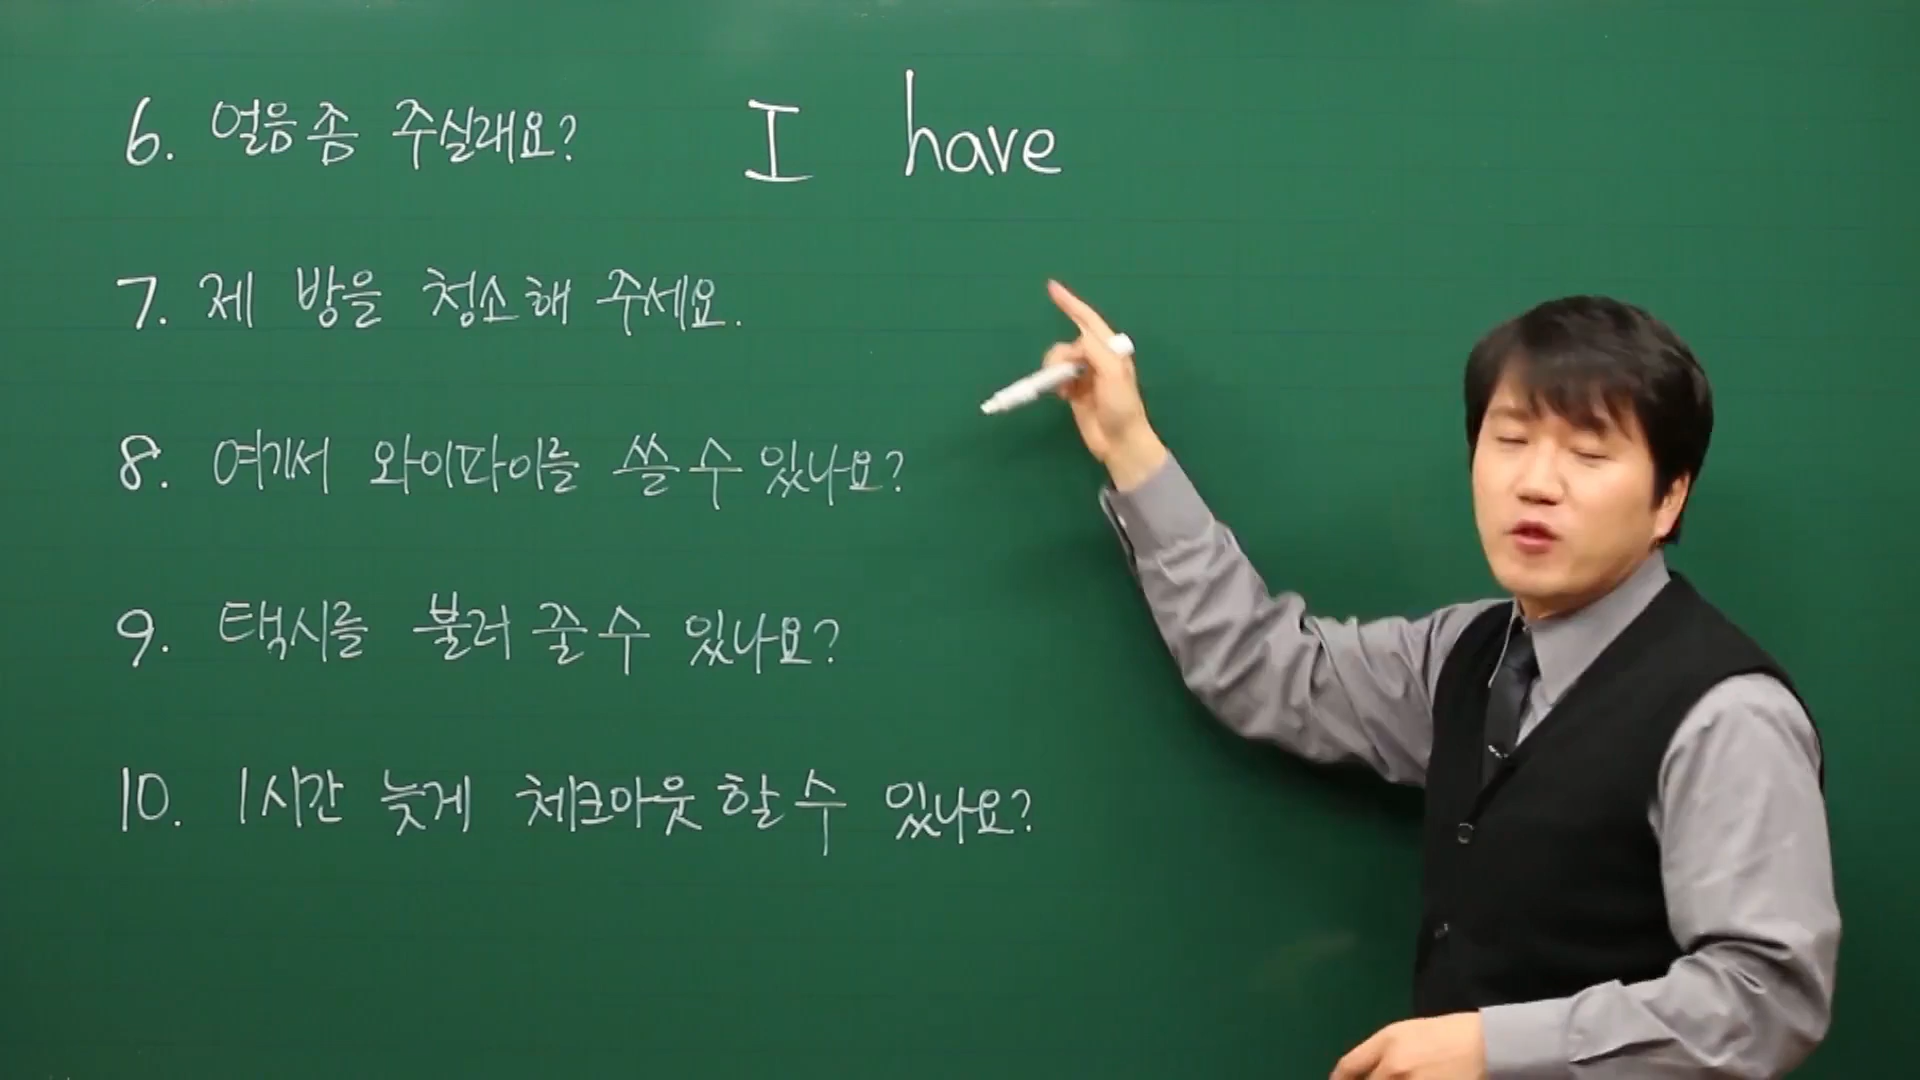 6. 얼음 좀 주실래요? I have
7. 제 방을 청소해 주세요.
8. 여기서 와이파이를 쓸 수 있나요?
9. 택시를 불러 줄 수 있나요?
10. 1시간 늦게 체크아웃 할 수 있나요?